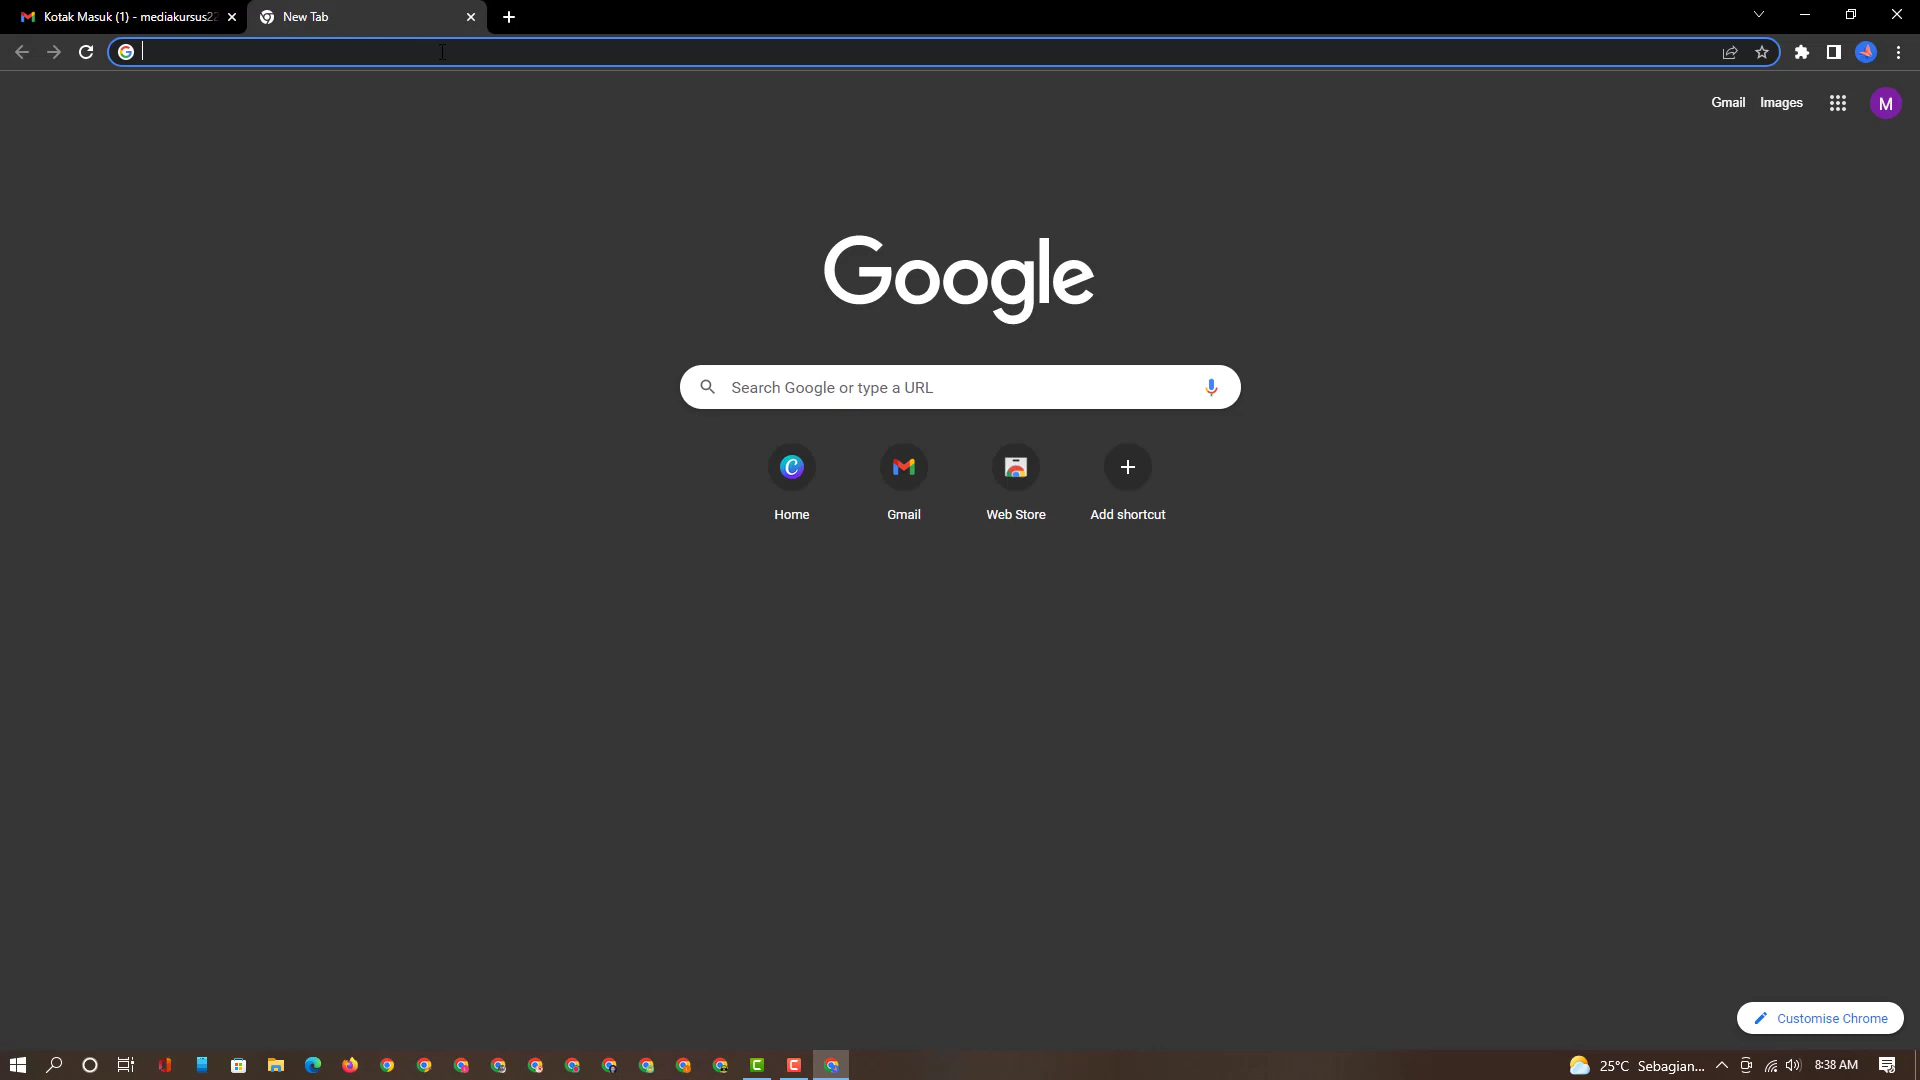 Kotak Masuk (1) - mediakursus22
New Tab
Gmail Images
M
Google
Search Google or type a URL
Home Gmail Web Store Add shortcut
Customise Chrome
25°C Sebagian... 8:38 AM